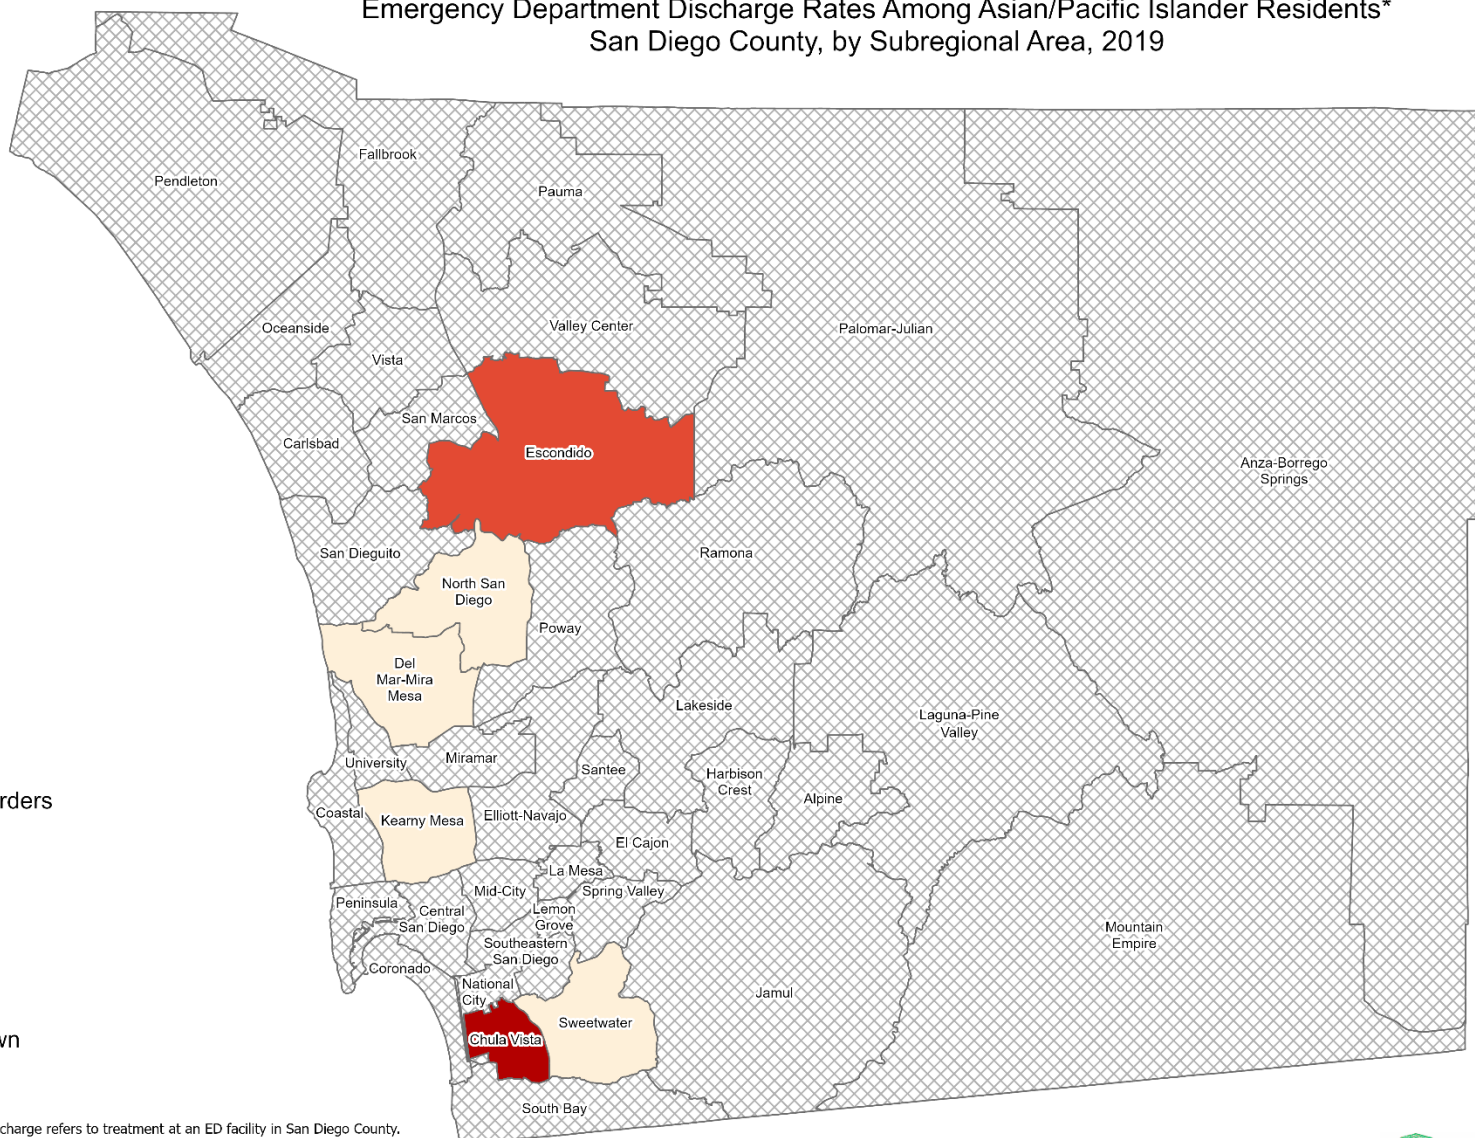 Emergency Department Discharge Rates Among Asian/Pacific Islander Residents*
San Diego County, by Subregional Area, 2019
Fallbrook
Pendleton
Pauma
Oceanside
Valley Center
Palomar-Julian
Vista
San Marcos
Carlsbad
Escondido
Anza-Borrego
Springs
San Dieguito
Ramona
North San
Diego
Poway
Del
Mar-Mira
Mesa
Lakeside
Laguna-Pine
Valley
University
Miramar
Santee
Harbison
Crest
Alpine
rders
Coastal
Kearny Mesa
Elliott-Navajo
El Cajon
La Mesa
Mid-City
Spring Valley
Peninsula
Central
San Diego
Lemon
Grove
Southeastern
San Diego
Mountain
Empire
Coronado
National
City
Jamul
Sweetwater
Chula Vista
wn
South Bay
charge refers to treatment at an ED facility in San Diego County.